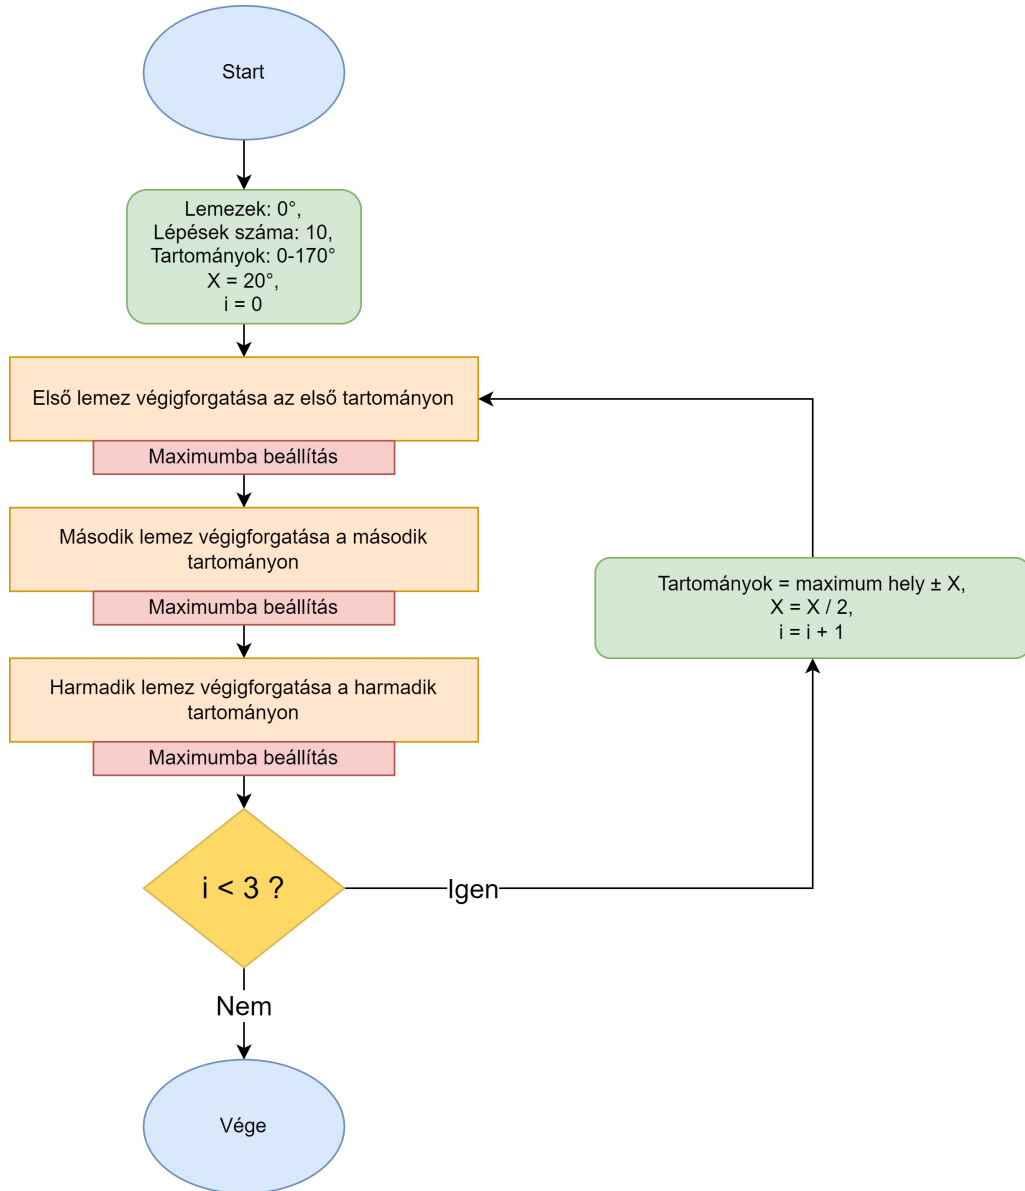 Start
Lemezek: 0°,
Lépések száma: 10,
Tartományok: 0-170°
X = 20°,
i = 0
Első lemez végigforgatása az első tartományon
Maximumba beállítás
Második lemez végigforgatása a második
tartományon
Maximumba beállítás
Harmadik lemez végigforgatása a harmadik
tartományon
Maximumba beállítás
i < 3 ?
Igen
Tartományok = maximum hely ± X,
X = X / 2,
i = i + 1
Nem
Vége